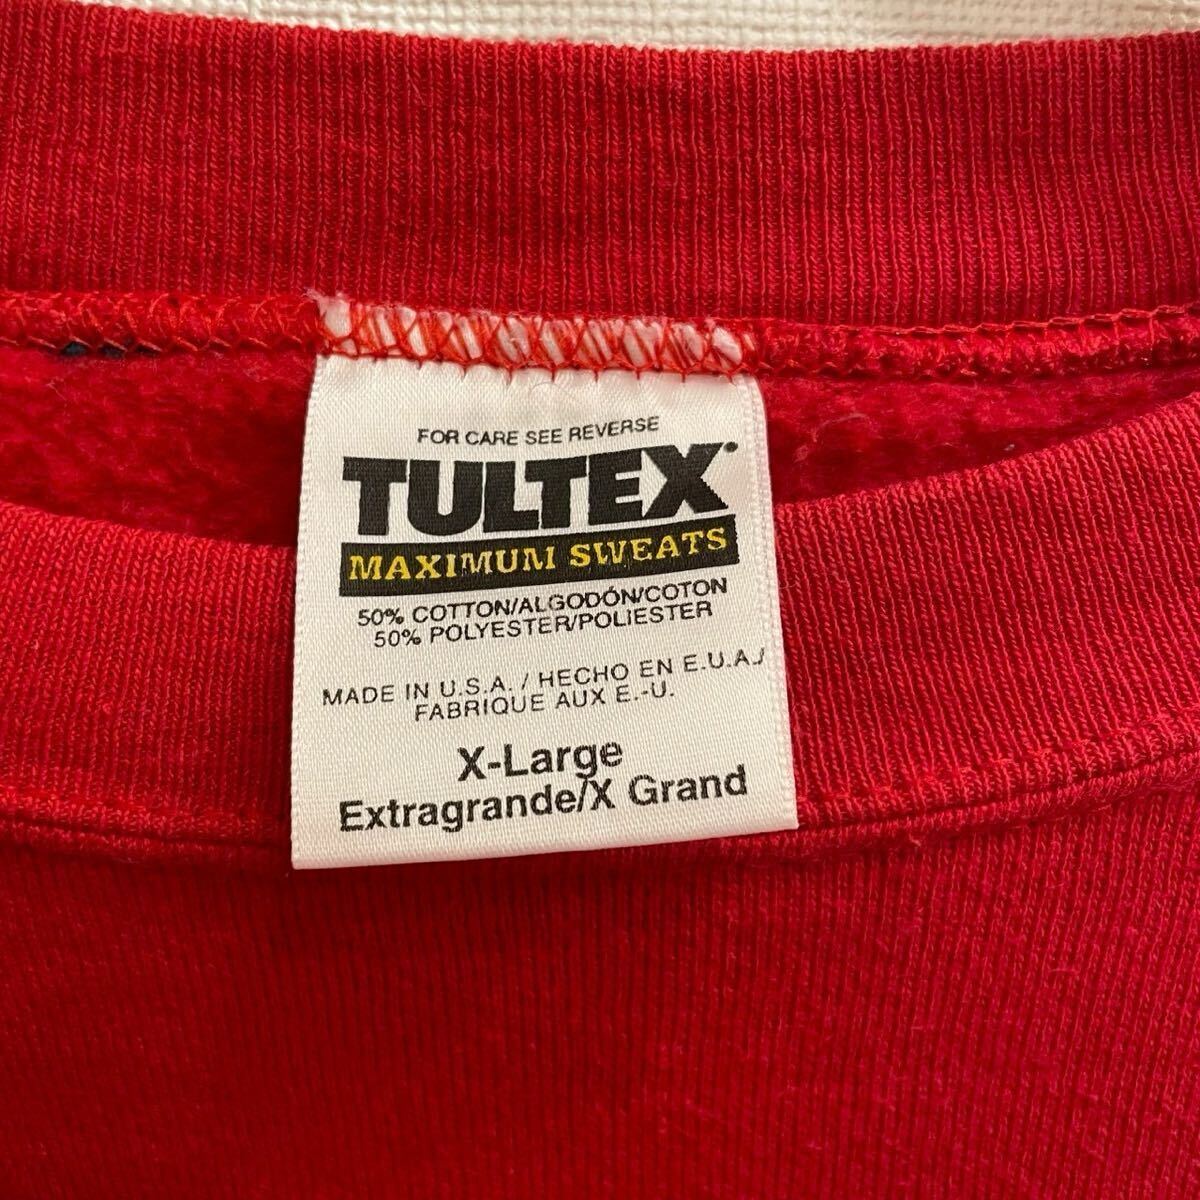 FOR CARE SEE REVERSE
TULTEX
MAXIMUM SWEATS
50% COTTON/ALGODÓN/COTON
50% POLYESTER/POLIESTER
MADE IN U.S.A. / HECHO EN E.U.A./
FABRIQUE AUX E.-U.
X-Large
Extragrande/X Grand